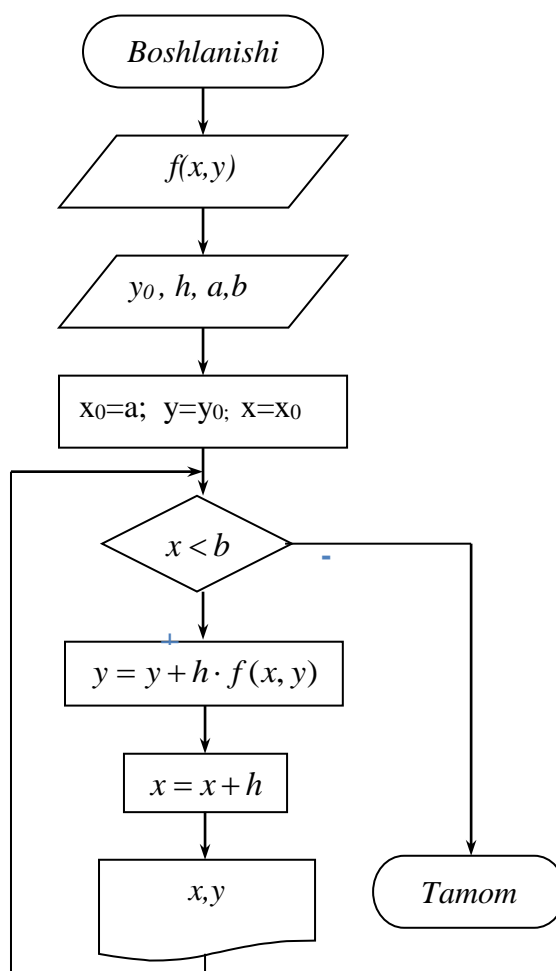 Boshlanishi
f(x,y)
y₀ , h, a,b
x₀=a; y=y₀; x=x₀
x < b
-
+
y = y + h · f (x, y)
x = x + h
x,y
Tamom